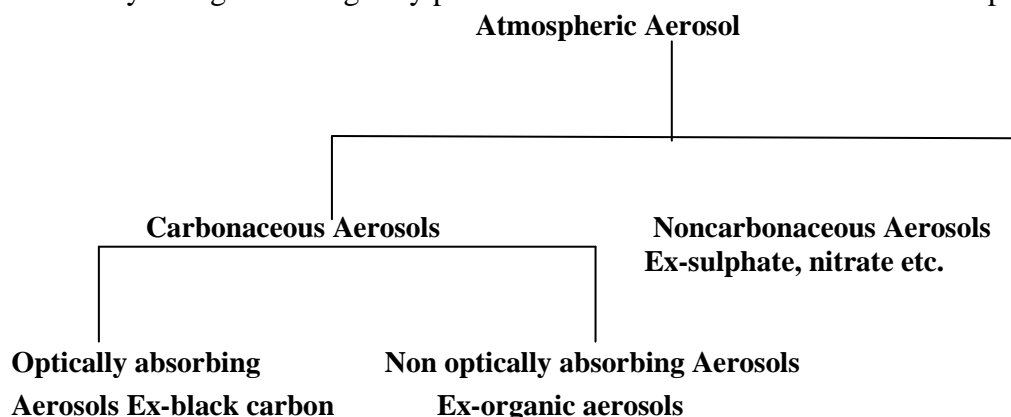 Atmospheric Aerosol
Carbonaceous Aerosols
Noncarbonaceous Aerosols
Ex-sulphate, nitrate etc.
Optically absorbing
Aerosols Ex-black carbon
Non optically absorbing Aerosols
Ex-organic aerosols